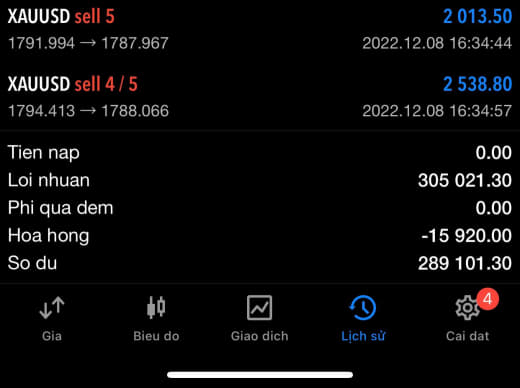 XAUUSD sell 5 2 013.50
1791.994 → 1787.967 2022.12.08 16:34:44
XAUUSD sell 4 / 5 2 538.80
1794.413 → 1788.066 2022.12.08 16:34:57
Tien nap 0.00
Loi nhuan 305 021.30
Phi qua dem 0.00
Hoa hong -15 920.00
So du 289 101.30
4
Gia Bieu do Giao dich Lịch sử Cai dat